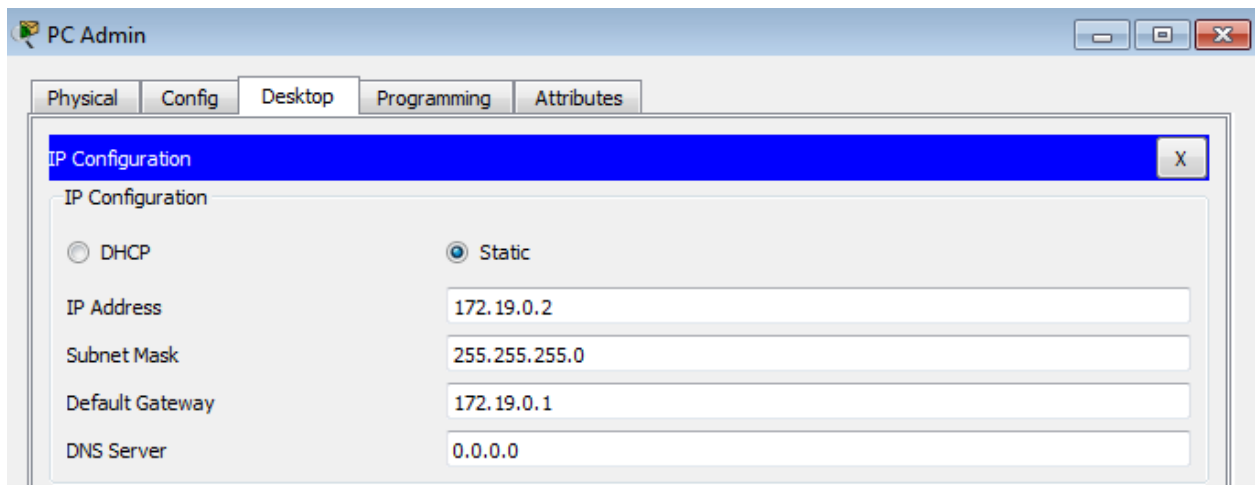 PC Admin
Physical Config Desktop Programming Attributes
IP Configuration X
IP Configuration
DHCP Static
IP Address 172.19.0.2
Subnet Mask 255.255.255.0
Default Gateway 172.19.0.1
DNS Server 0.0.0.0